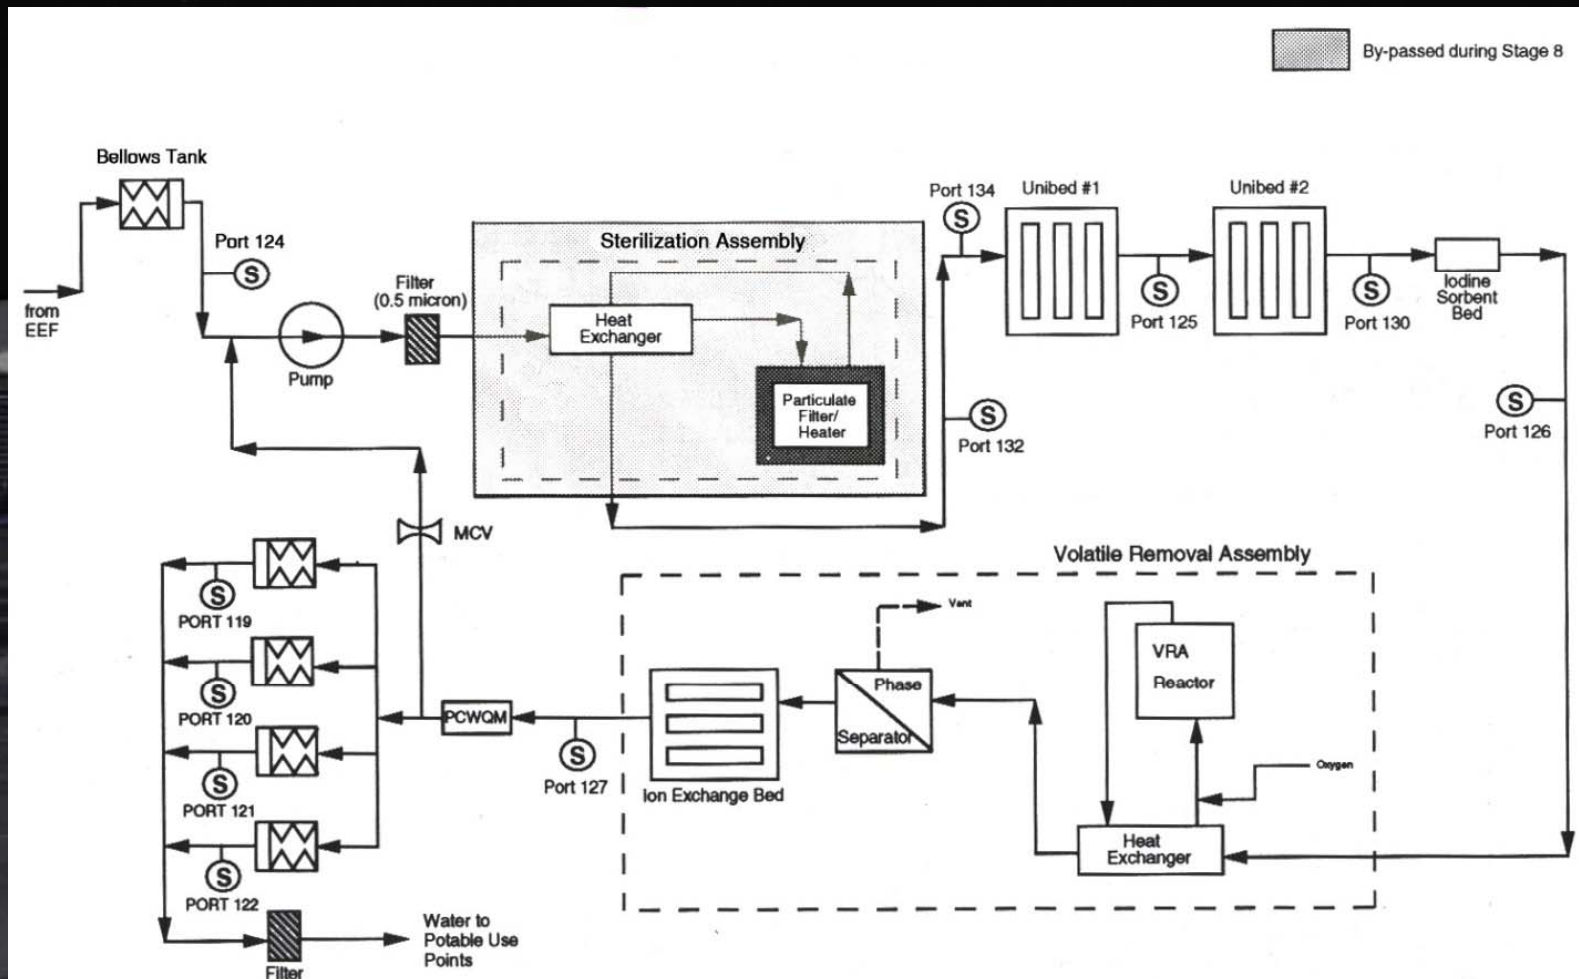 By-passed during Stage 8
Bellows Tank
Port 124
S
from
EEF
Pump
Filter
(0.5 micron)
Sterilization Assembly
Heat
Exchanger
Particulate
Filter/
Heater
Port 132
S
Port 134
S
Unibed #1
Port 125
S
Unibed #2
Port 130
S
Iodine
Sorbent
Bed
Port 126
S
Volatile Removal Assembly
VRA
Reactor
Oxygen
Heat
Exchanger
Vent
Phase
Separator
Ion Exchange Bed
Port 127
S
PCWQM
MCV
S
PORT 119
S
PORT 120
S
PORT 121
S
PORT 122
Filter
Water to
Potable Use
Points